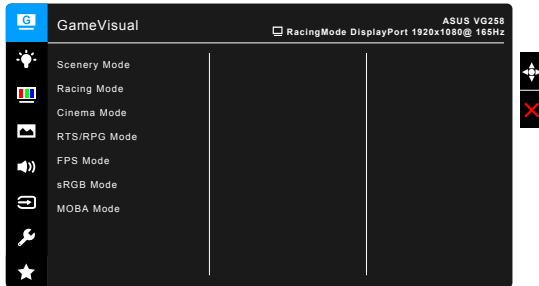 G
GameVisual
ASUS VG258
RacingMode DisplayPort 1920x1080@ 165Hz
Scenery Mode
Racing Mode
Cinema Mode
RTS/RPG Mode
FPS Mode
sRGB Mode
MOBA Mode